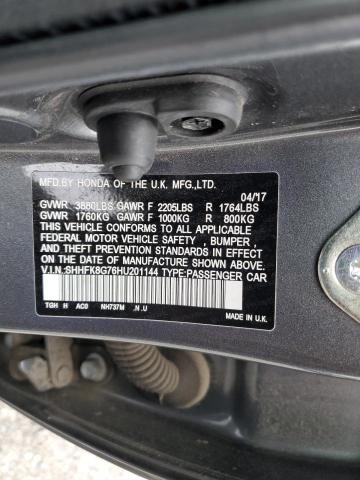 MFD.BY HONDA OF THE U.K. MFG.,LTD.
04/17
GVWR 3880LBS GAWR F 2205LBS R 1764LBS
GVWR 1760KG GAWR F 1000KG R 800KG
THIS VEHICLE CONFORMS TO ALL APPLICABLE
FEDERAL MOTOR VEHICLE SAFETY , BUMPER ,
AND THEFT PREVENTION STANDARDS IN EFFECT
ON THE DATE OF MANUFACTURE SHOWN ABOVE.
V.I.N.:SHHFK8G76HU201144 TYPE:PASSENGER CAR
TGH H AC0 NH737M .N .U MADE IN U.K.